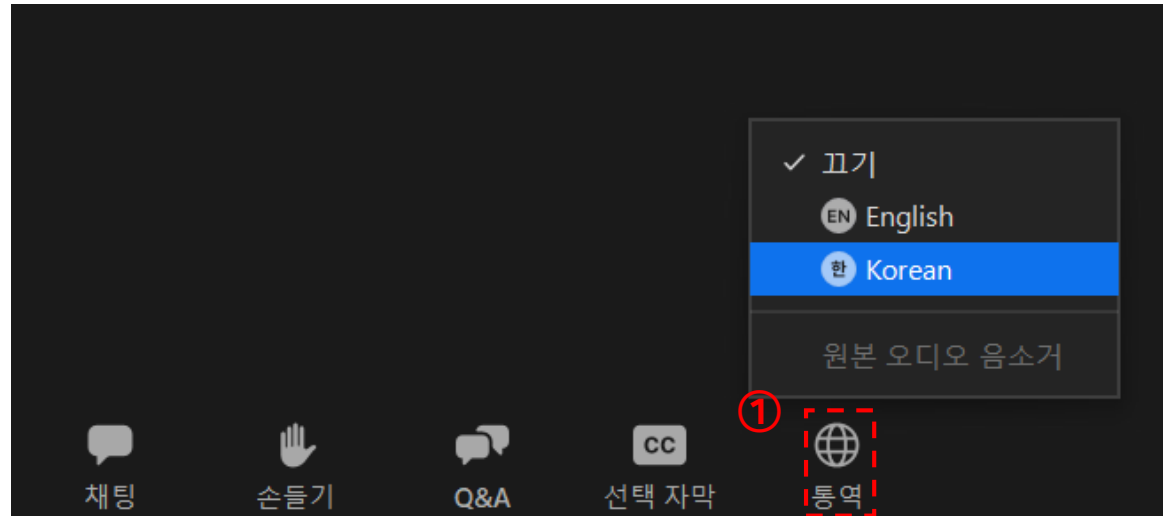 끄기
EN English
한 Korean
원본 오디오 음소거
①
채팅 손들기 Q&A CC 선택 자막 통역